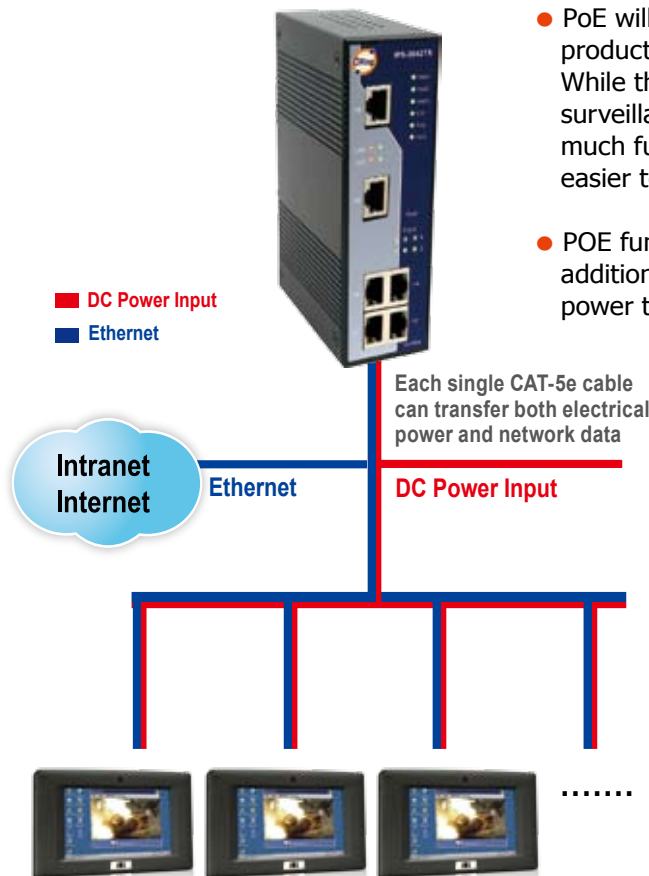 ● PoE will
product
While th
surveilla
much fu
easier t
● POE fun
addition
power t
DC Power Input
Ethernet
Each single CAT-5e cable
can transfer both electrical
power and network data
Intranet
Internet
Ethernet
DC Power Input
.......